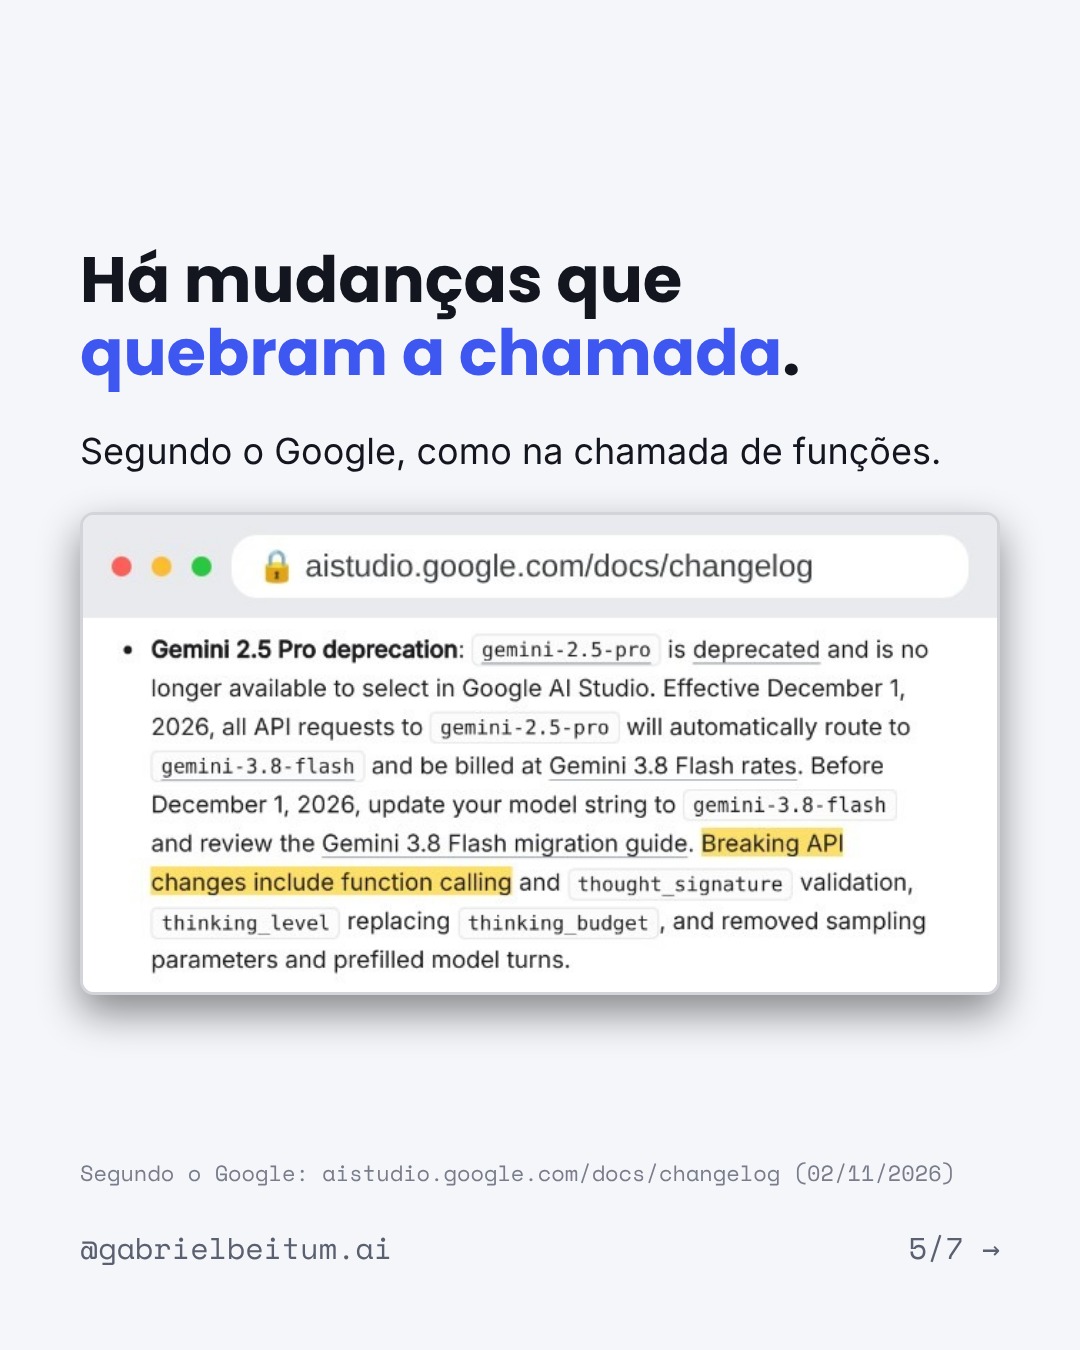 Há mudanças que
quebram a chamada.
Segundo o Google, como na chamada de funções.
🔒 aistudio.google.com/docs/changelog
• Gemini 2.5 Pro deprecation: gemini-2.5-pro is deprecated and is no
longer available to select in Google AI Studio. Effective December 1,
2026, all API requests to gemini-2.5-pro will automatically route to
gemini-3.8-flash and be billed at Gemini 3.8 Flash rates. Before
December 1, 2026, update your model string to gemini-3.8-flash
and review the Gemini 3.8 Flash migration guide. Breaking API
changes include function calling and thought_signature validation,
thinking_level replacing thinking_budget, and removed sampling
parameters and prefilled model turns.
Segundo o Google: aistudio.google.com/docs/changelog (02/11/2026)
@gabrielbeitum.ai
5/7 →